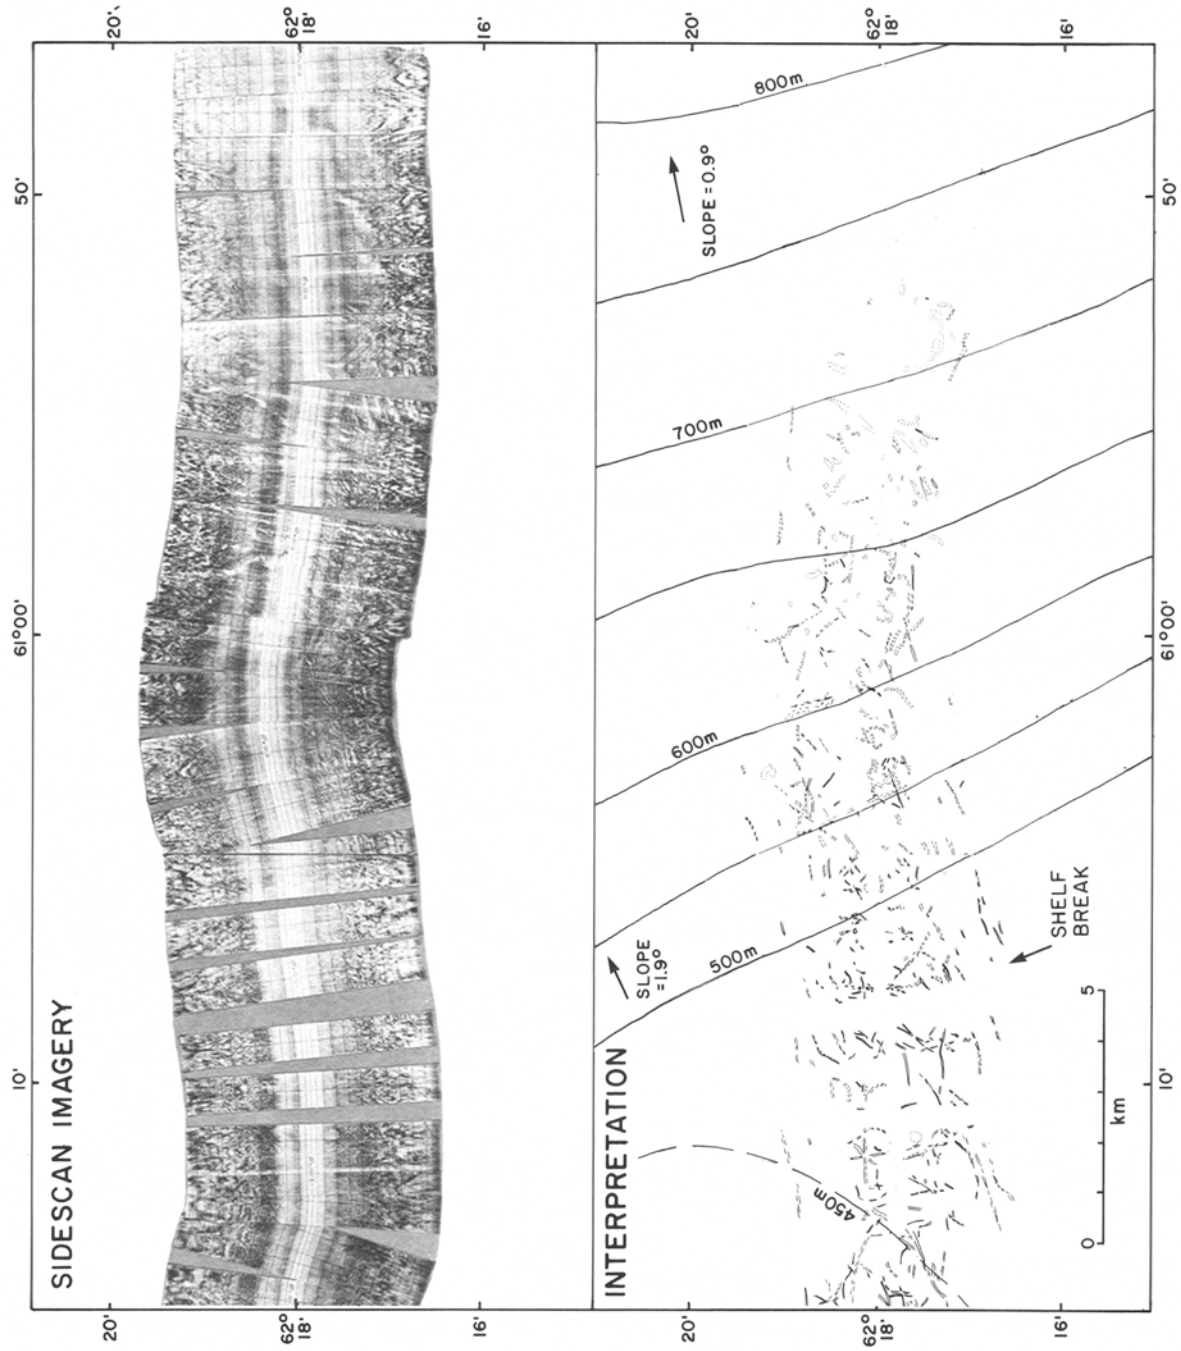 20'
62°
18'
16'
20'
62°
18'
16'
61°00'
50'
10'
SIDESCAN IMAGERY
20'
62°
18'
16'
800m
50'
SLOPE = 0.9°
700m
61°00'
600m
SHELF
BREAK
500m
SLOPE
=1.9°
5
km
0
10'
INTERPRETATION
450m
20'
62°
18'
16'